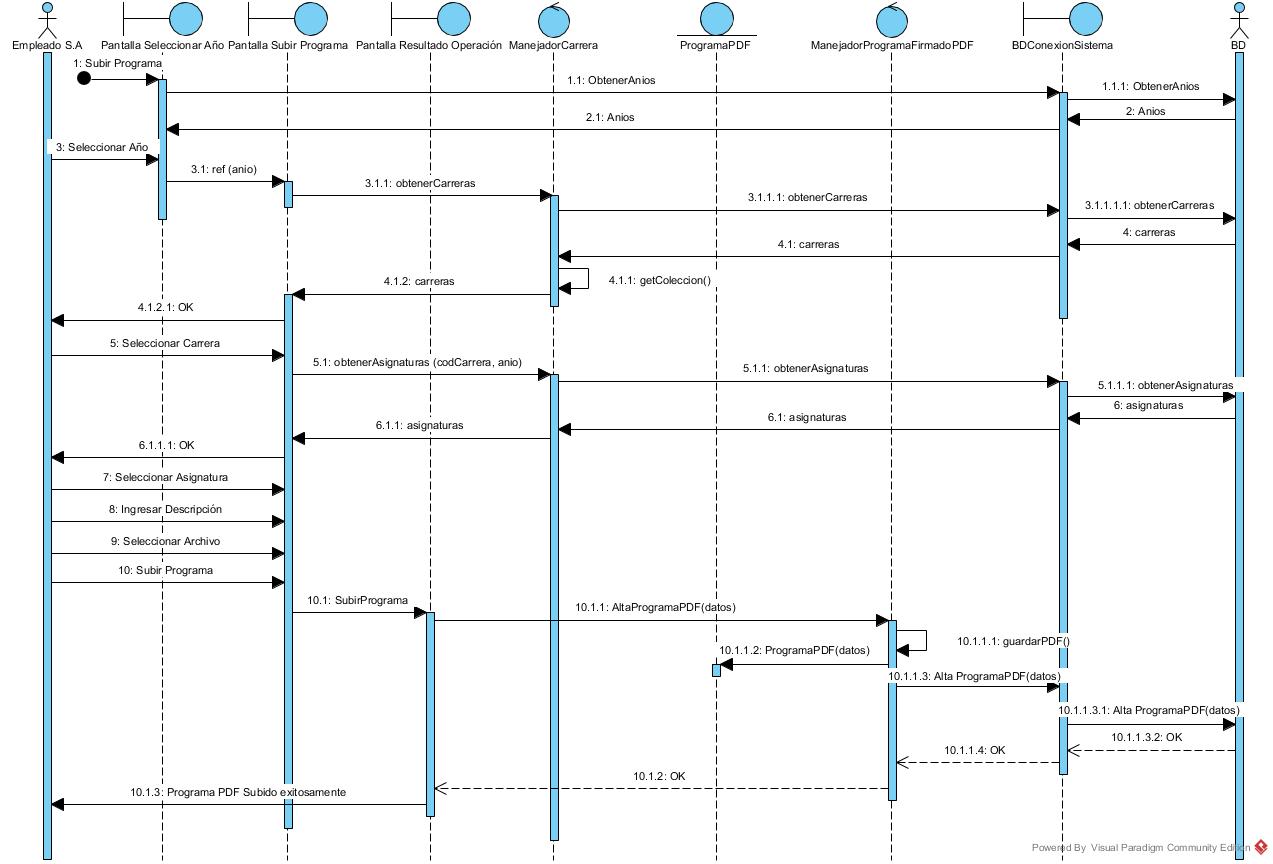 Empleado S.A
Pantalla Seleccionar Año
Pantalla Subir Programa
Pantalla Resultado Operación
ManejadorCarrera
ProgramaPDF
ManejadorProgramaFirmadoPDF
BDConexionSistema
BD
1: Subir Programa
1.1: ObtenerAnios
1.1.1: ObtenerAnios
2: Anios
2.1: Anios
3: Seleccionar Año
3.1: ref (anio)
3.1.1: obtenerCarreras
3.1.1.1: obtenerCarreras
3.1.1.1.1: obtenerCarreras
4: carreras
4.1: carreras
4.1.1: getColeccion()
4.1.2: carreras
4.1.2.1: OK
5: Seleccionar Carrera
5.1: obtenerAsignaturas (codCarrera, anio)
5.1.1: obtenerAsignaturas
5.1.1.1: obtenerAsignaturas
6: asignaturas
6.1: asignaturas
6.1.1: asignaturas
6.1.1.1: OK
7: Seleccionar Asignatura
8: Ingresar Descripción
9: Seleccionar Archivo
10: Subir Programa
10.1: SubirPrograma
10.1.1: AltaProgramaPDF(datos)
10.1.1.1: guardarPDF()
10.1.1.2: ProgramaPDF(datos)
10.1.1.3: Alta ProgramaPDF(datos)
10.1.1.3.1: Alta ProgramaPDF(datos)
10.1.1.3.2: OK
10.1.1.4: OK
10.1.2: OK
10.1.3: Programa PDF Subido exitosamente
Powered By Visual Paradigm Community Edition